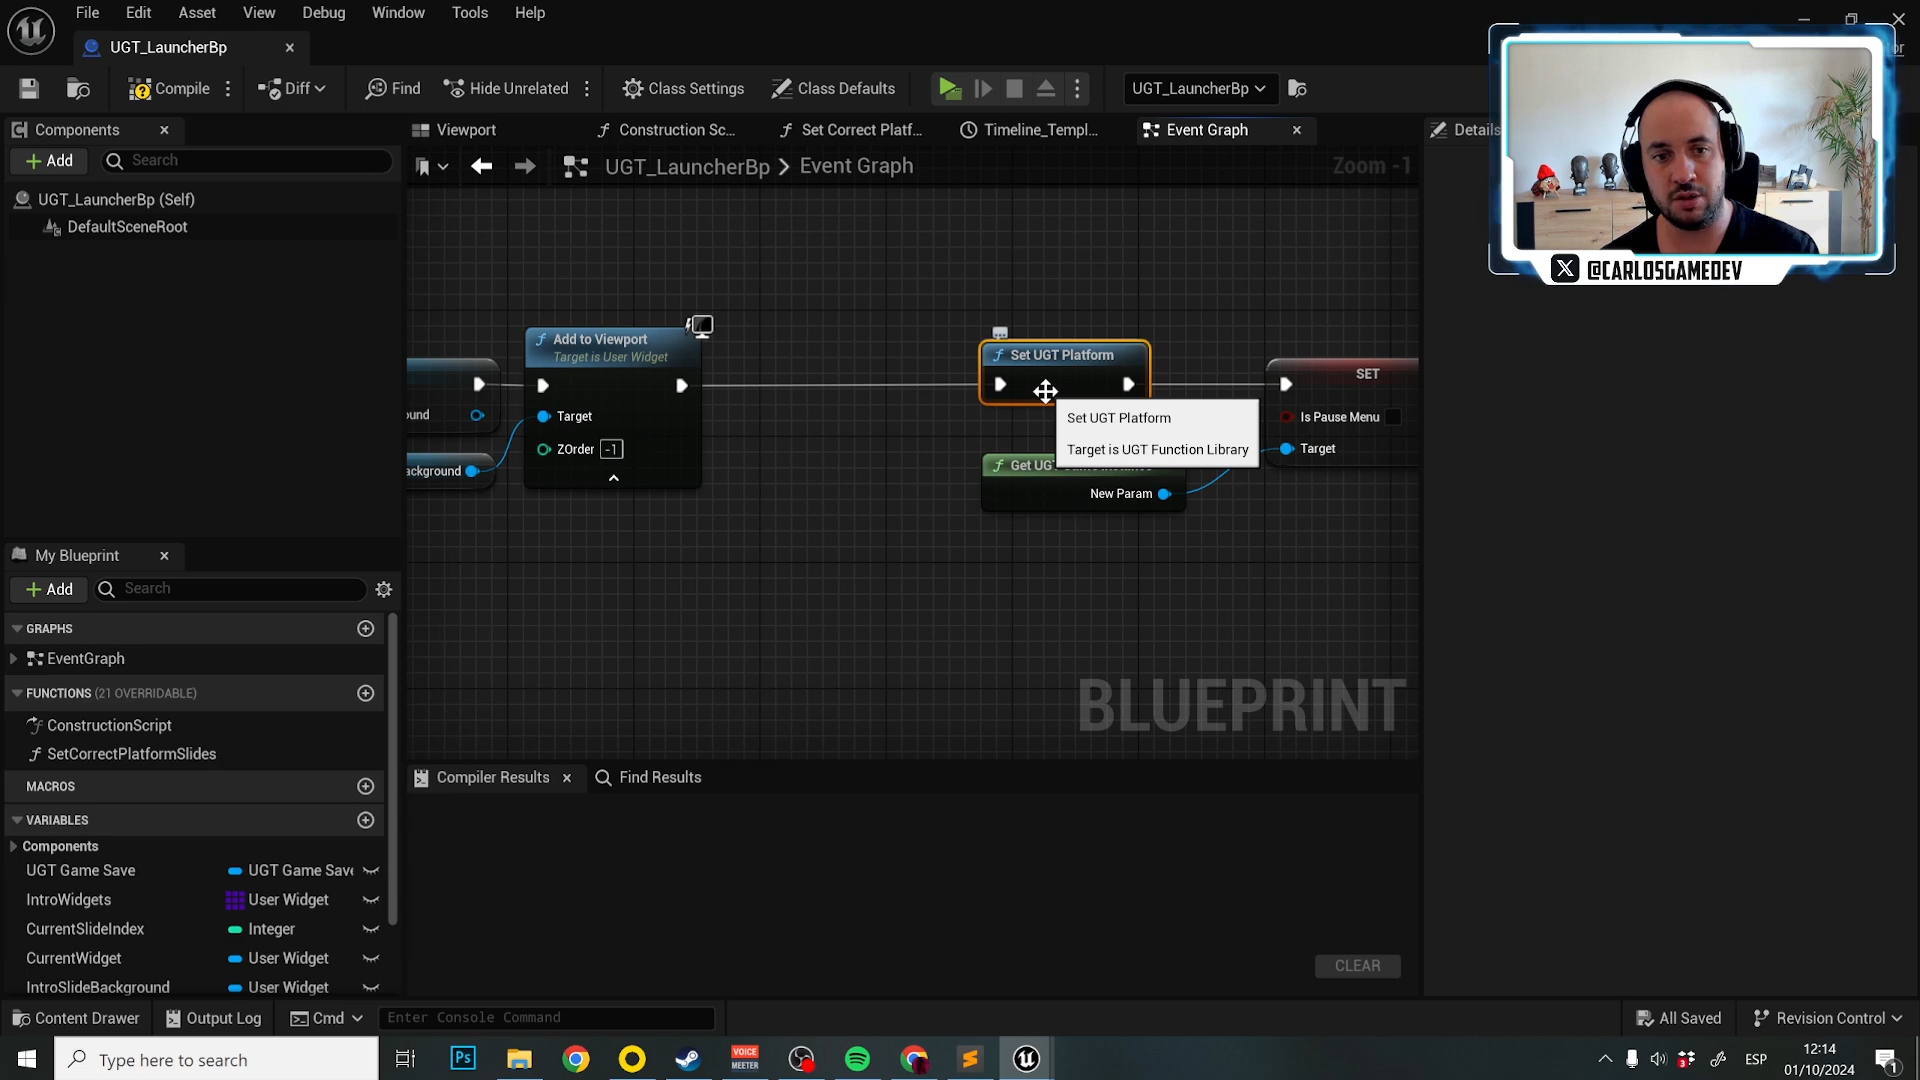 File Edit Asset View Debug Window Tools Help
UGT_LauncherBp
Compile Diff Find Hide Unrelated Class Settings Class Defaults UGT_LauncherBp
Components
Viewport Construction Sc... Set Correct Platf... Timeline_Templ... Event Graph Details
Add Search
UGT_LauncherBp > Event Graph Zoom -1
UGT_LauncherBp (Self)
DefaultSceneRoot
@CARLOSGAMEDEV
Add to Viewport
Target is User Widget
Target
ZOrder -1
ound
ackground
Set UGT Platform
Set UGT Platform
Target is UGT Function Library
Get UG
New Param
SET
Is Pause Menu
Target
BLUEPRINT
My Blueprint
Add Search
GRAPHS
EventGraph
FUNCTIONS (21 OVERRIDABLE)
ConstructionScript
SetCorrectPlatformSlides
MACROS
VARIABLES
Components
UGT Game Save UGT Game Save
IntroWidgets User Widget
CurrentSlideIndex Integer
CurrentWidget User Widget
IntroSlideBackground User Widget
Compiler Results Find Results
CLEAR
Content Drawer Output Log Cmd Enter Console Command All Saved Revision Control
Type here to search
Ps
VOICE
MEETER
ESP
12:14
01/10/2024
1